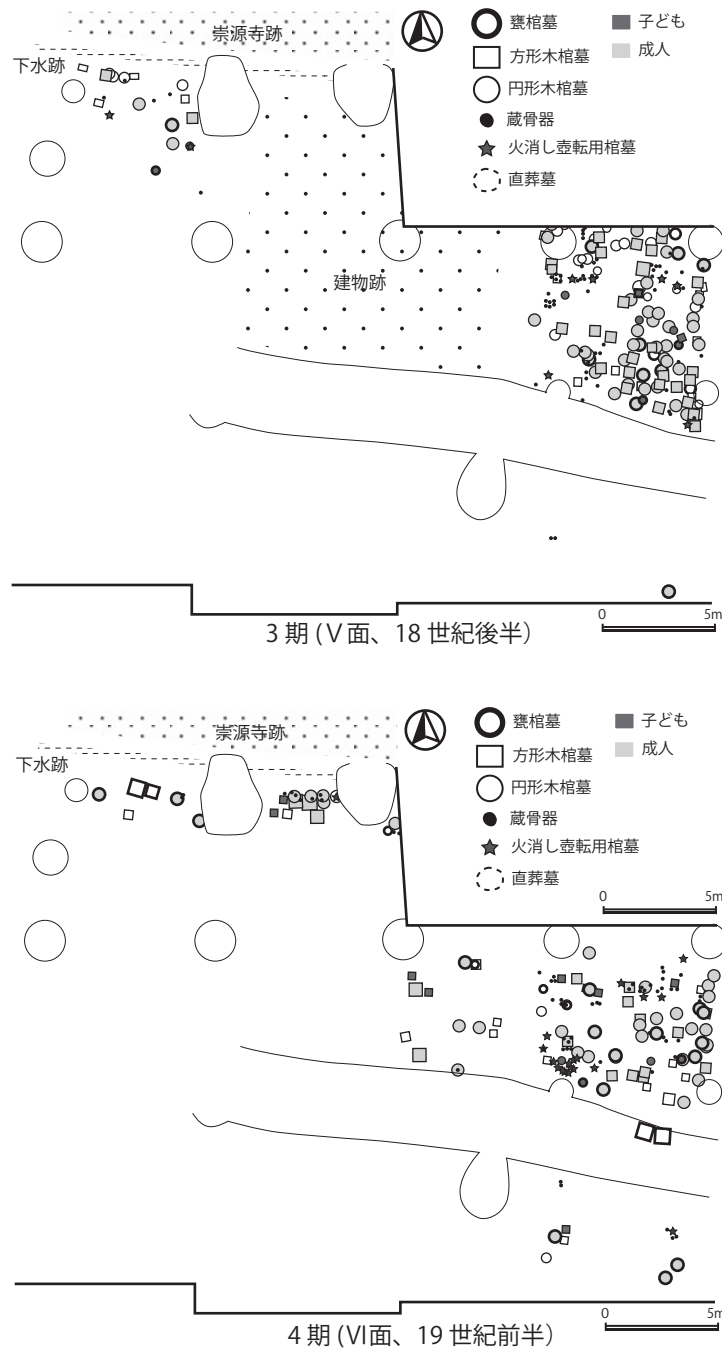 崇源寺跡
下水跡
甕棺墓
方形木棺墓
円形木棺墓
蔵骨器
火消し壺転用棺墓
直葬墓
子ども
成人
建物跡
0 5m
3 期 (Ⅴ面、18 世紀後半)
崇源寺跡
下水跡
甕棺墓
方形木棺墓
円形木棺墓
蔵骨器
火消し壺転用棺墓
直葬墓
子ども
成人
0 5m
0 5m
4 期 (Ⅵ面、19 世紀前半)